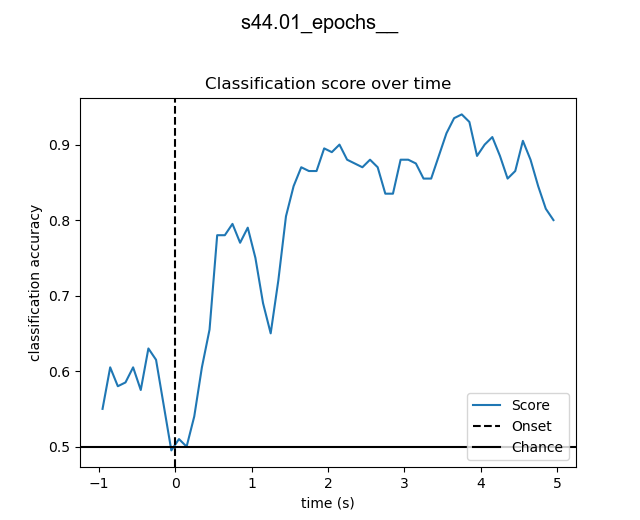 s44.01_epochs__
Classification score over time
classification accuracy
0.9
0.8
0.7
0.6
0.5
−1
0
1
2
3
4
5
time (s)
Score
Onset
Chance